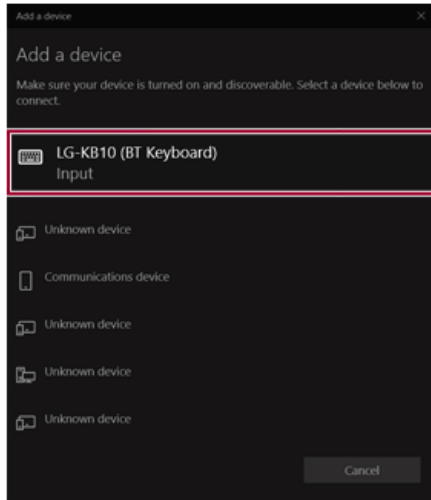 Add a device
Add a device
Make sure your device is turned on and discoverable. Select a device below to
connect.
LG-KB10 (BT Keyboard)
Input
Unknown device
Communications device
Unknown device
Unknown device
Unknown device
Cancel